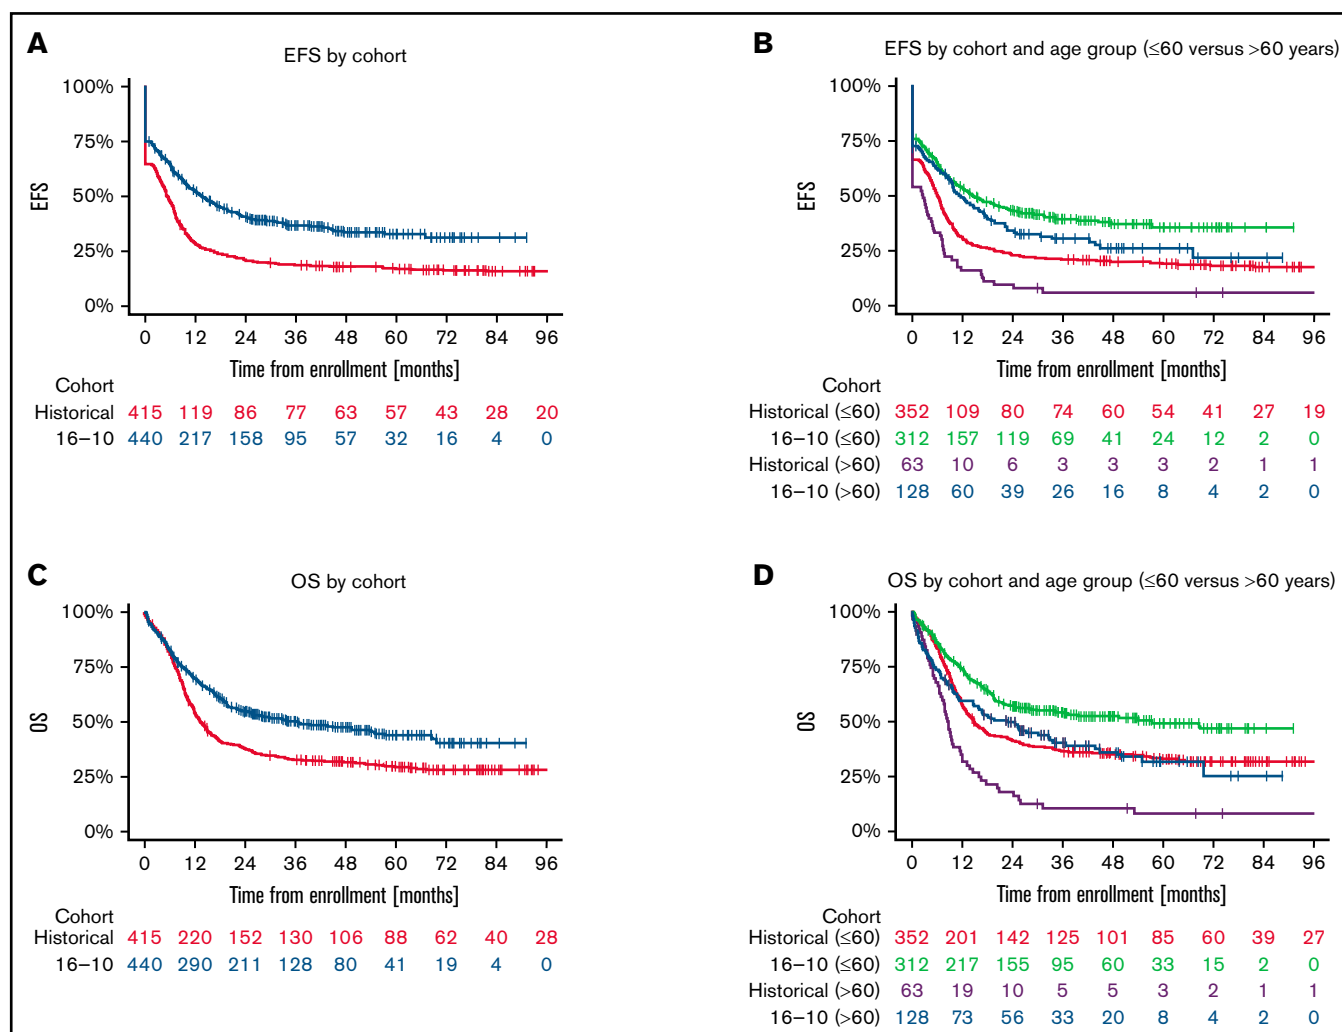 A
EFS by cohort
100%
75%
50%
25%
0%
EFS
0 12 24 36 48 60 72 84 96
Time from enrollment [months]
Cohort
Historical 415 119 86 77 63 57 43 28 20
16–10 440 217 158 95 57 32 16 4 0
B
EFS by cohort and age group (≤60 versus >60 years)
100%
75%
50%
25%
0%
EFS
0 12 24 36 48 60 72 84 96
Time from enrollment [months]
Cohort
Historical (≤60) 352 109 80 74 60 54 41 27 19
16–10 (≤60) 312 157 119 69 41 24 12 2 0
Historical (>60) 63 10 6 3 3 3 2 1 1
16–10 (>60) 128 60 39 26 16 8 4 2 0
C
OS by cohort
100%
75%
50%
25%
0%
OS
0 12 24 36 48 60 72 84 96
Time from enrollment [months]
Cohort
Historical 415 220 152 130 106 88 62 40 28
16–10 440 290 211 128 80 41 19 4 0
D
OS by cohort and age group (≤60 versus >60 years)
100%
75%
50%
25%
0%
OS
0 12 24 36 48 60 72 84 96
Time from enrollment [months]
Cohort
Historical (≤60) 352 201 142 125 101 85 60 39 27
16–10 (≤60) 312 217 155 95 60 33 15 2 0
Historical (>60) 63 19 10 5 5 3 2 1 1
16–10 (>60) 128 73 56 33 20 8 4 2 0